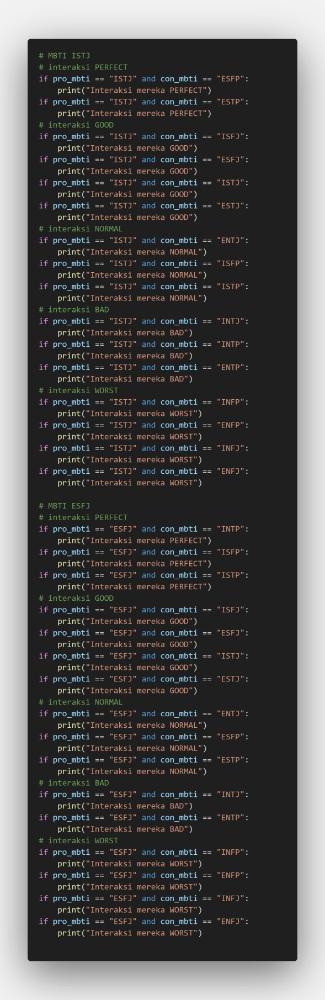 # MBTI ISTJ
# interaksi PERFECT
if pro_mbti == "ISTJ" and con_mbti == "ESFP":
    print("Interaksi mereka PERFECT")
if pro_mbti == "ISTJ" and con_mbti == "ESTP":
    print("Interaksi mereka PERFECT")
# interaksi GOOD
if pro_mbti == "ISTJ" and con_mbti == "ISFJ":
    print("Interaksi mereka GOOD")
if pro_mbti == "ISTJ" and con_mbti == "ESFJ":
    print("Interaksi mereka GOOD")
if pro_mbti == "ISTJ" and con_mbti == "ISTJ":
    print("Interaksi mereka GOOD")
if pro_mbti == "ISTJ" and con_mbti == "ESTJ":
    print("Interaksi mereka GOOD")
# interaksi NORMAL
if pro_mbti == "ISTJ" and con_mbti == "ENTJ":
    print("Interaksi mereka NORMAL")
if pro_mbti == "ISTJ" and con_mbti == "ISFP":
    print("Interaksi mereka NORMAL")
if pro_mbti == "ISTJ" and con_mbti == "ISTP":
    print("Interaksi mereka NORMAL")
# interaksi BAD
if pro_mbti == "ISTJ" and con_mbti == "INTJ":
    print("Interaksi mereka BAD")
if pro_mbti == "ISTJ" and con_mbti == "INTP":
    print("Interaksi mereka BAD")
if pro_mbti == "ISTJ" and con_mbti == "ENTP":
    print("Interaksi mereka BAD")
# interaksi WORST
if pro_mbti == "ISTJ" and con_mbti == "INFP":
    print("Interaksi mereka WORST")
if pro_mbti == "ISTJ" and con_mbti == "ENFP":
    print("Interaksi mereka WORST")
if pro_mbti == "ISTJ" and con_mbti == "INFJ":
    print("Interaksi mereka WORST")
if pro_mbti == "ISTJ" and con_mbti == "ENFJ":
    print("Interaksi mereka WORST")

# MBTI ESFJ
# interaksi PERFECT
if pro_mbti == "ESFJ" and con_mbti == "INTP":
    print("Interaksi mereka PERFECT")
if pro_mbti == "ESFJ" and con_mbti == "ISFP":
    print("Interaksi mereka PERFECT")
if pro_mbti == "ESFJ" and con_mbti == "ISTP":
    print("Interaksi mereka PERFECT")
# interaksi GOOD
if pro_mbti == "ESFJ" and con_mbti == "ISFJ":
    print("Interaksi mereka GOOD")
if pro_mbti == "ESFJ" and con_mbti == "ESFJ":
    print("Interaksi mereka GOOD")
if pro_mbti == "ESFJ" and con_mbti == "ISTJ":
    print("Interaksi mereka GOOD")
if pro_mbti == "ESFJ" and con_mbti == "ESTJ":
    print("Interaksi mereka GOOD")
# interaksi NORMAL
if pro_mbti == "ESFJ" and con_mbti == "ENTJ":
    print("Interaksi mereka NORMAL")
if pro_mbti == "ESFJ" and con_mbti == "ESFP":
    print("Interaksi mereka NORMAL")
if pro_mbti == "ESFJ" and con_mbti == "ESTP":
    print("Interaksi mereka NORMAL")
# interaksi BAD
if pro_mbti == "ESFJ" and con_mbti == "INTJ":
    print("Interaksi mereka BAD")
if pro_mbti == "ESFJ" and con_mbti == "ENTP":
    print("Interaksi mereka BAD")
# interaksi WORST
if pro_mbti == "ESFJ" and con_mbti == "INFP":
    print("Interaksi mereka WORST")
if pro_mbti == "ESFJ" and con_mbti == "ENFP":
    print("Interaksi mereka WORST")
if pro_mbti == "ESFJ" and con_mbti == "INFJ":
    print("Interaksi mereka WORST")
if pro_mbti == "ESFJ" and con_mbti == "ENFJ":
    print("Interaksi mereka WORST")